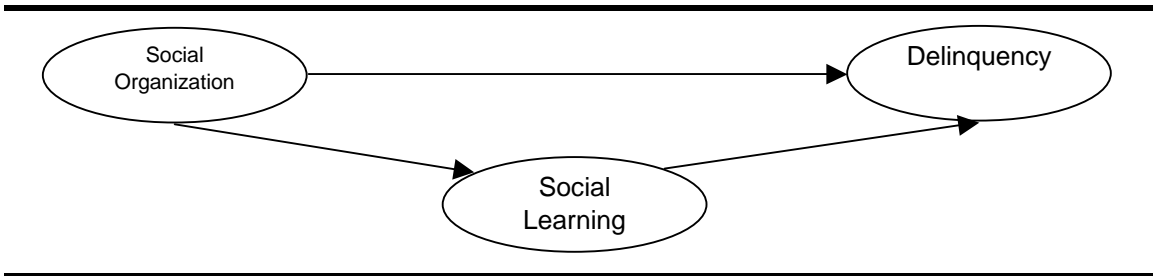 Social
Organization
Delinquency
Social
Learning